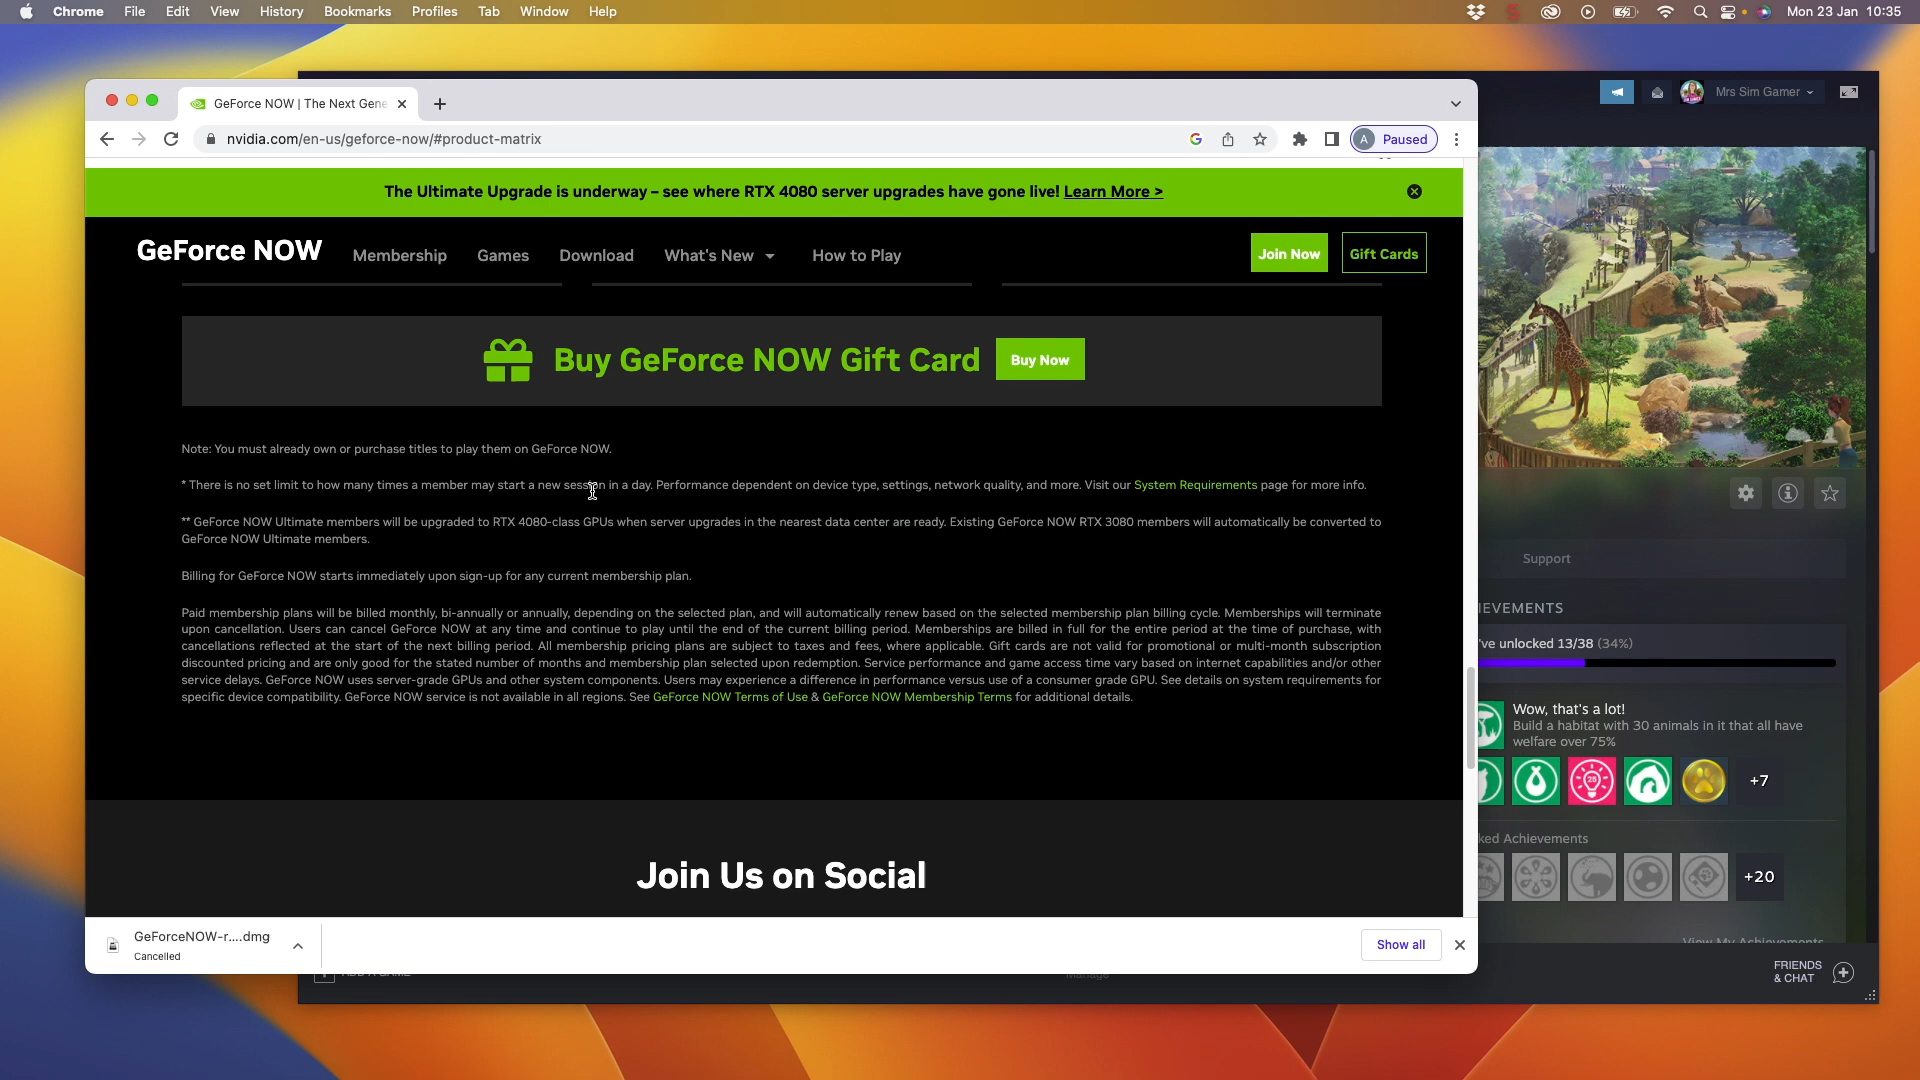 Chrome File Edit View History Bookmarks Profiles Tab Window Help
Mon 23 Jan 10:35
GeForce NOW | The Next Gene
Mrs Sim Gamer
nvidia.com/en-us/geforce-now/#product-matrix
A Paused
The Ultimate Upgrade is underway – see where RTX 4080 server upgrades have gone live! Learn More >
GeForce NOW Membership Games Download What's New How to Play Join Now Gift Cards
Buy GeForce NOW Gift Card Buy Now
Note: You must already own or purchase titles to play them on GeForce NOW.
* There is no set limit to how many times a member may start a new session in a day. Performance dependent on device type, settings, network quality, and more. Visit our System Requirements page for more info.
** GeForce NOW Ultimate members will be upgraded to RTX 4080-class GPUs when server upgrades in the nearest data center are ready. Existing GeForce NOW RTX 3080 members will automatically be converted to
GeForce NOW Ultimate members.
Billing for GeForce NOW starts immediately upon sign-up for any current membership plan.
Paid membership plans will be billed monthly, bi-annually or annually, depending on the selected plan, and will automatically renew based on the selected membership plan billing cycle. Memberships will terminate
upon cancellation. Users can cancel GeForce NOW at any time and continue to play until the end of the current billing period. Memberships are billed in full for the entire period at the time of purchase, with
cancellations reflected at the start of the next billing period. All membership pricing plans are subject to taxes and fees, where applicable. Gift cards are not valid for promotional or multi-month subscription
discounted pricing and are only good for the stated number of months and membership plan selected upon redemption. Service performance and game access time vary based on internet capabilities and/or other
service delays. GeForce NOW uses server-grade GPUs and other system components. Users may experience a difference in performance versus use of a consumer grade GPU. See details on system requirements for
specific device compatibility. GeForce NOW service is not available in all regions. See GeForce NOW Terms of Use & GeForce NOW Membership Terms for additional details.
Join Us on Social
GeForceNOW-r....dmg
Cancelled
Show all
Support
IEVEMENTS
've unlocked 13/38 (34%)
Wow, that's a lot!
Build a habitat with 30 animals in it that all have
welfare over 75%
25
+7
ked Achievements
+20
View My Achievements
Manage
FRIENDS
& CHAT